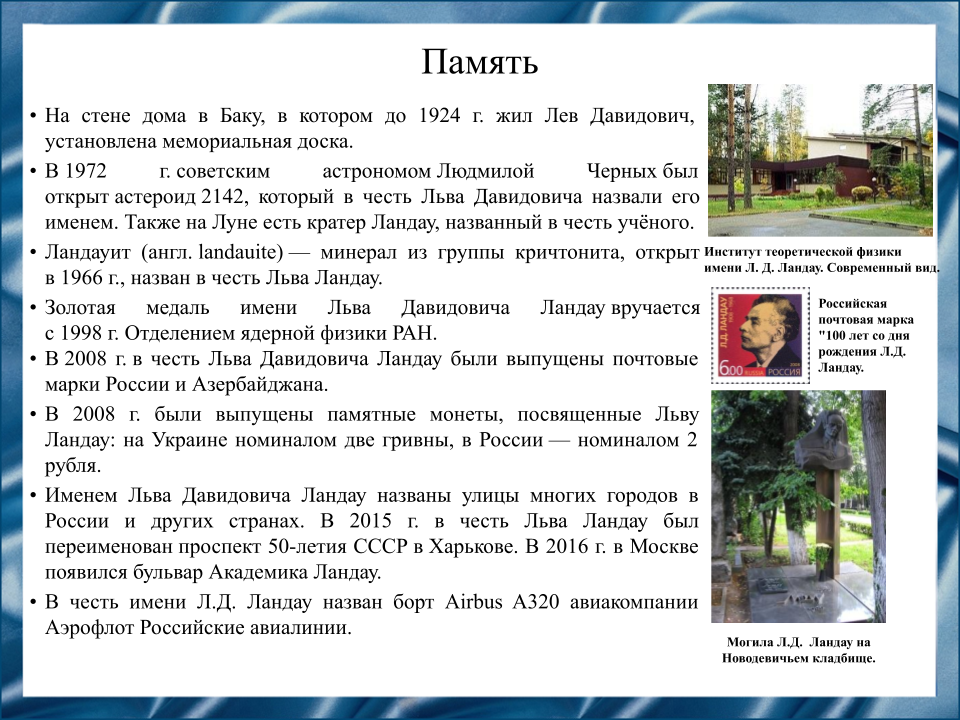 Память
• На стене дома в Баку, в котором до 1924 г. жил Лев Давидович,
установлена мемориальная доска.
• В 1972 г. советским астрономом Людмилой Черных был
открыт астероид 2142, который в честь Льва Давидовича назвали его
именем. Также на Луне есть кратер Ландау, названный в честь учёного.
• Ландауит (англ. landauite) — минерал из группы кричтонита, открыт
в 1966 г., назван в честь Льва Ландау.
• Золотая медаль имени Льва Давидовича Ландау вручается
с 1998 г. Отделением ядерной физики РАН.
• В 2008 г. в честь Льва Давидовича Ландау были выпущены почтовые
марки России и Азербайджана.
• В 2008 г. были выпущены памятные монеты, посвященные Льву
Ландау: на Украине номиналом две гривны, в России — номиналом 2
рубля.
• Именем Льва Давидовича Ландау названы улицы многих городов в
России и других странах. В 2015 г. в честь Льва Ландау был
переименован проспект 50-летия СССР в Харькове. В 2016 г. в Москве
появился бульвар Академика Ландау.
• В честь имени Л.Д. Ландау назван борт Airbus A320 авиакомпании
Аэрофлот Российские авиалинии.
Институт теоретической физики
имени Л. Д. Ландау. Современный вид.
Л.Д. ЛАНДАУ
6.00
РОССИЯ
Российская
почтовая марка
"100 лет со дня
рождения Л.Д.
Ландау.
Могила Л.Д. Ландау на
Новодевичьем кладбище.